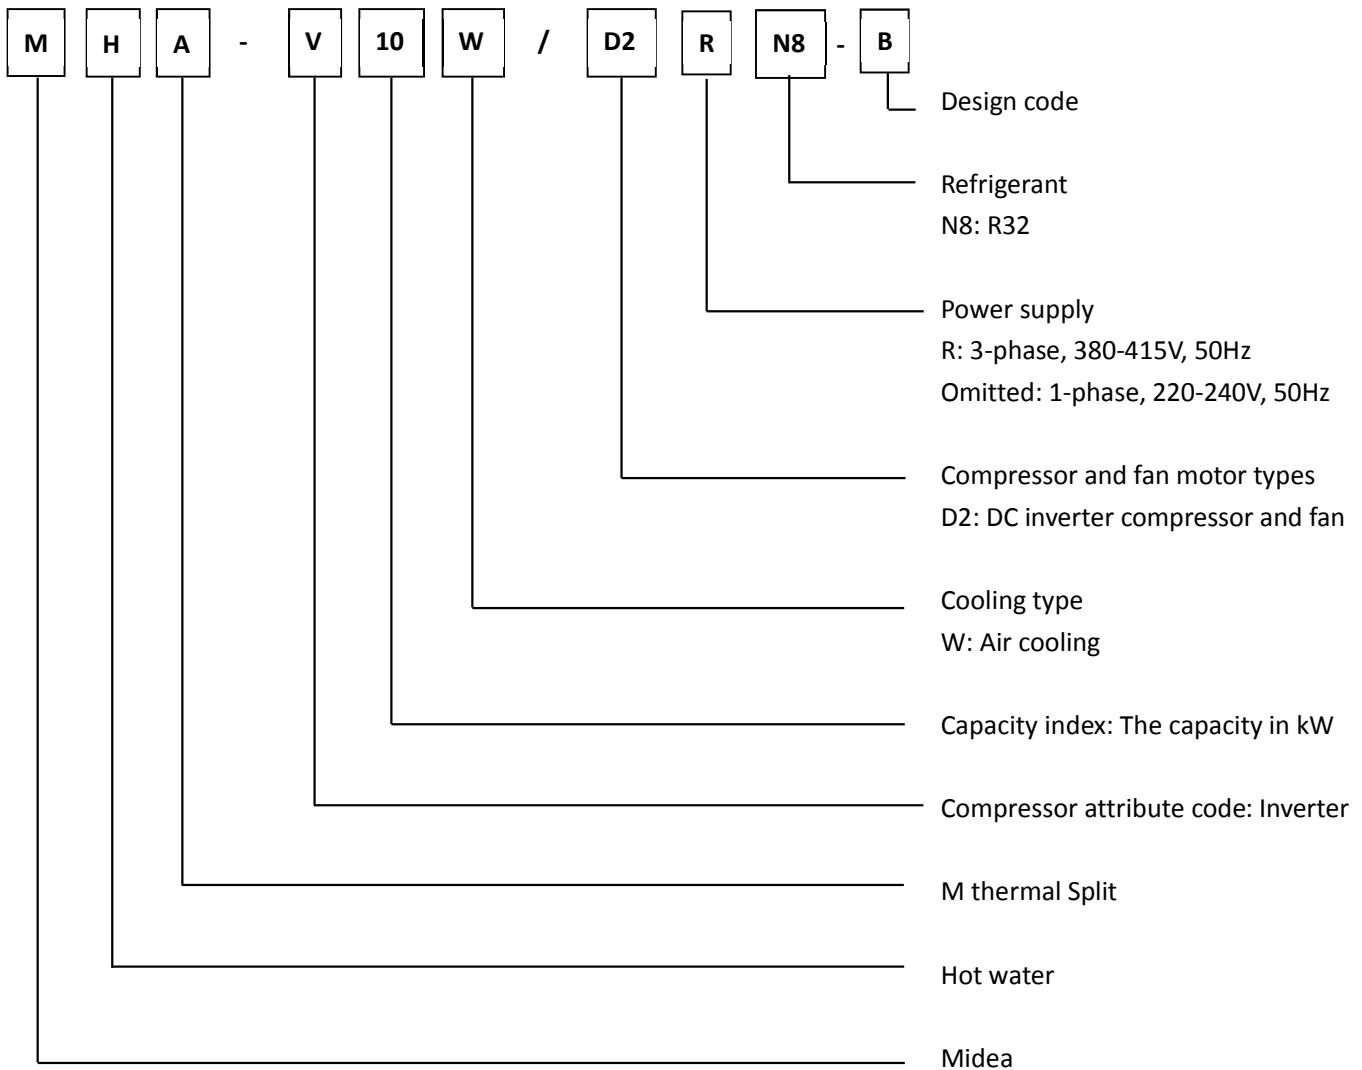 M H A - V 10 W / D2 R N8 - B
Design code
Refrigerant
N8: R32
Power supply
R: 3-phase, 380-415V, 50Hz
Omitted: 1-phase, 220-240V, 50Hz
Compressor and fan motor types
D2: DC inverter compressor and fan
Cooling type
W: Air cooling
Capacity index: The capacity in kW
Compressor attribute code: Inverter
M thermal Split
Hot water
Midea